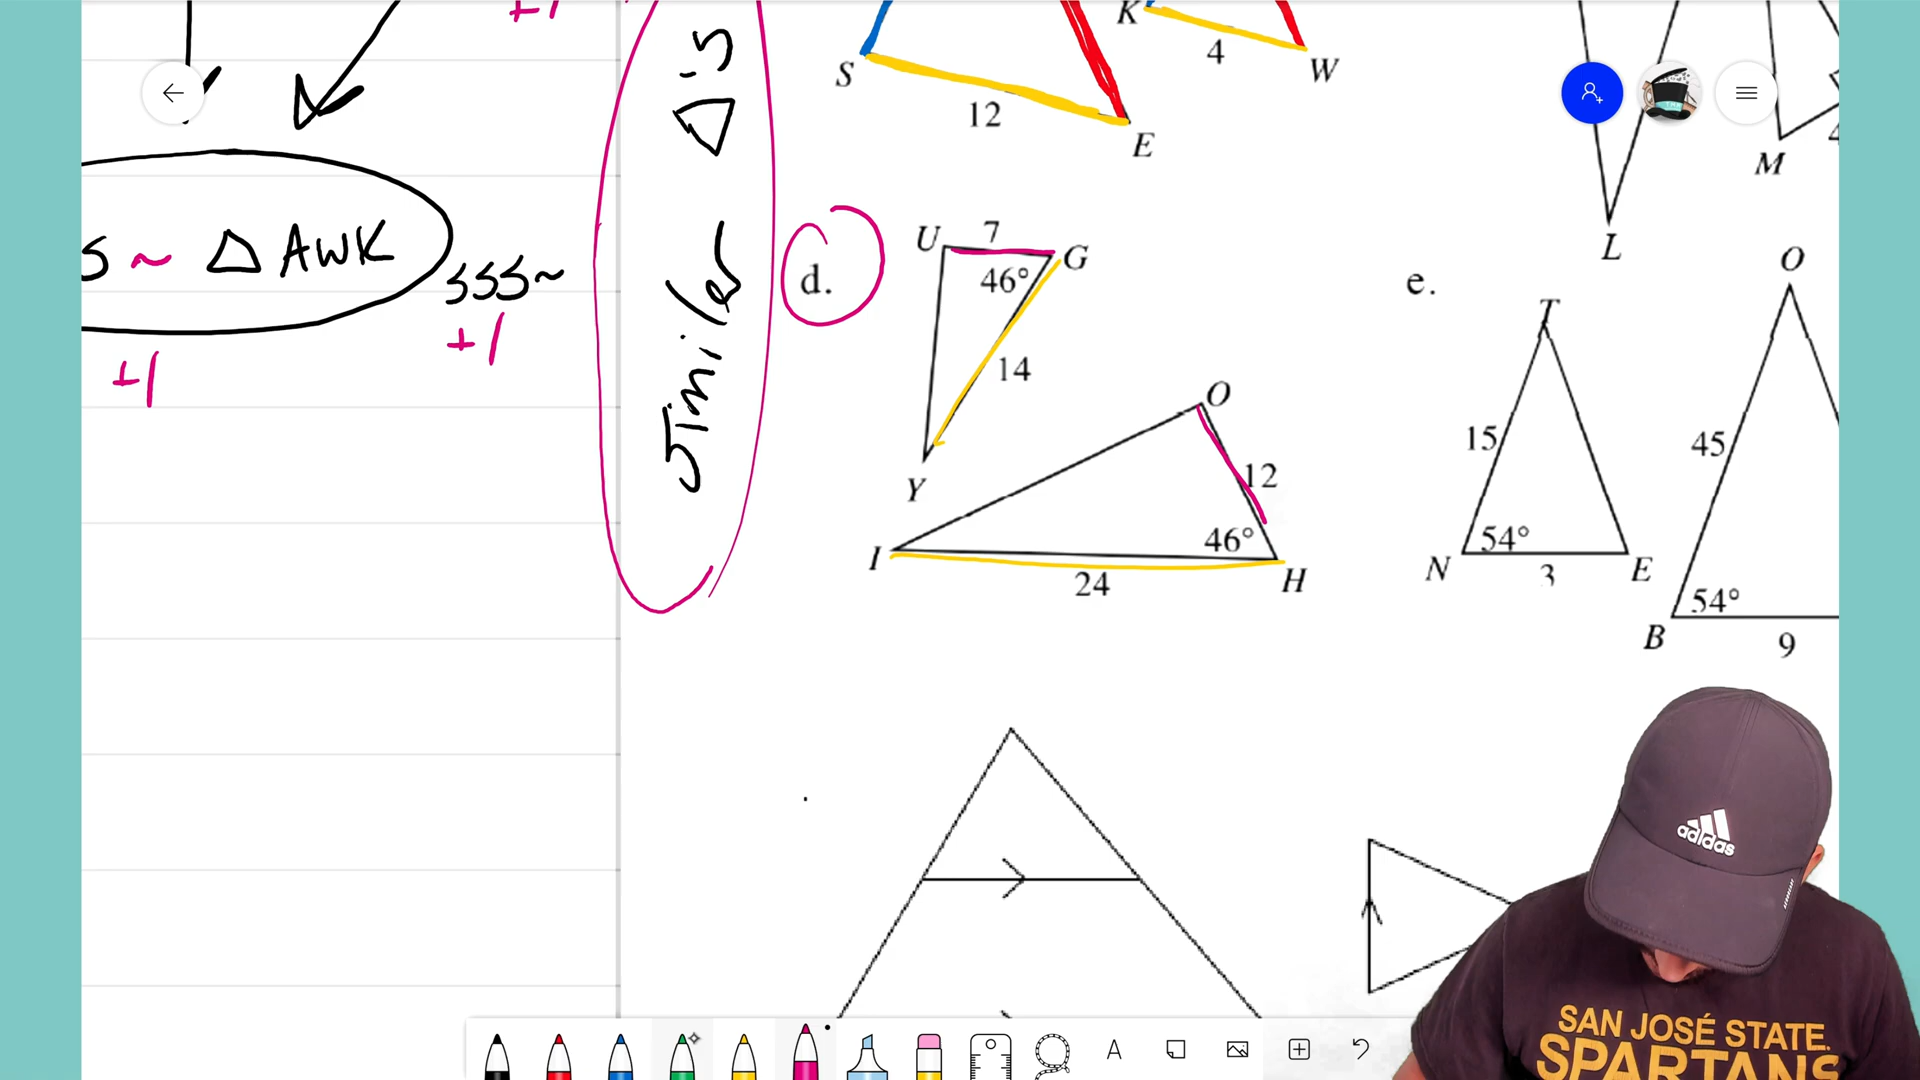 +1
S ~ △ AWK
SSS~
+1
+1
Similar △'s
S
12
E
K
4
W
L
M
d.
U
7
G
46°
14
Y
O
12
I
46°
24
H
e.
T
15
N
54°
3
E
O
45
B
54°
9
A
adidas
SAN JOSÉ STATE.
SPARTANS